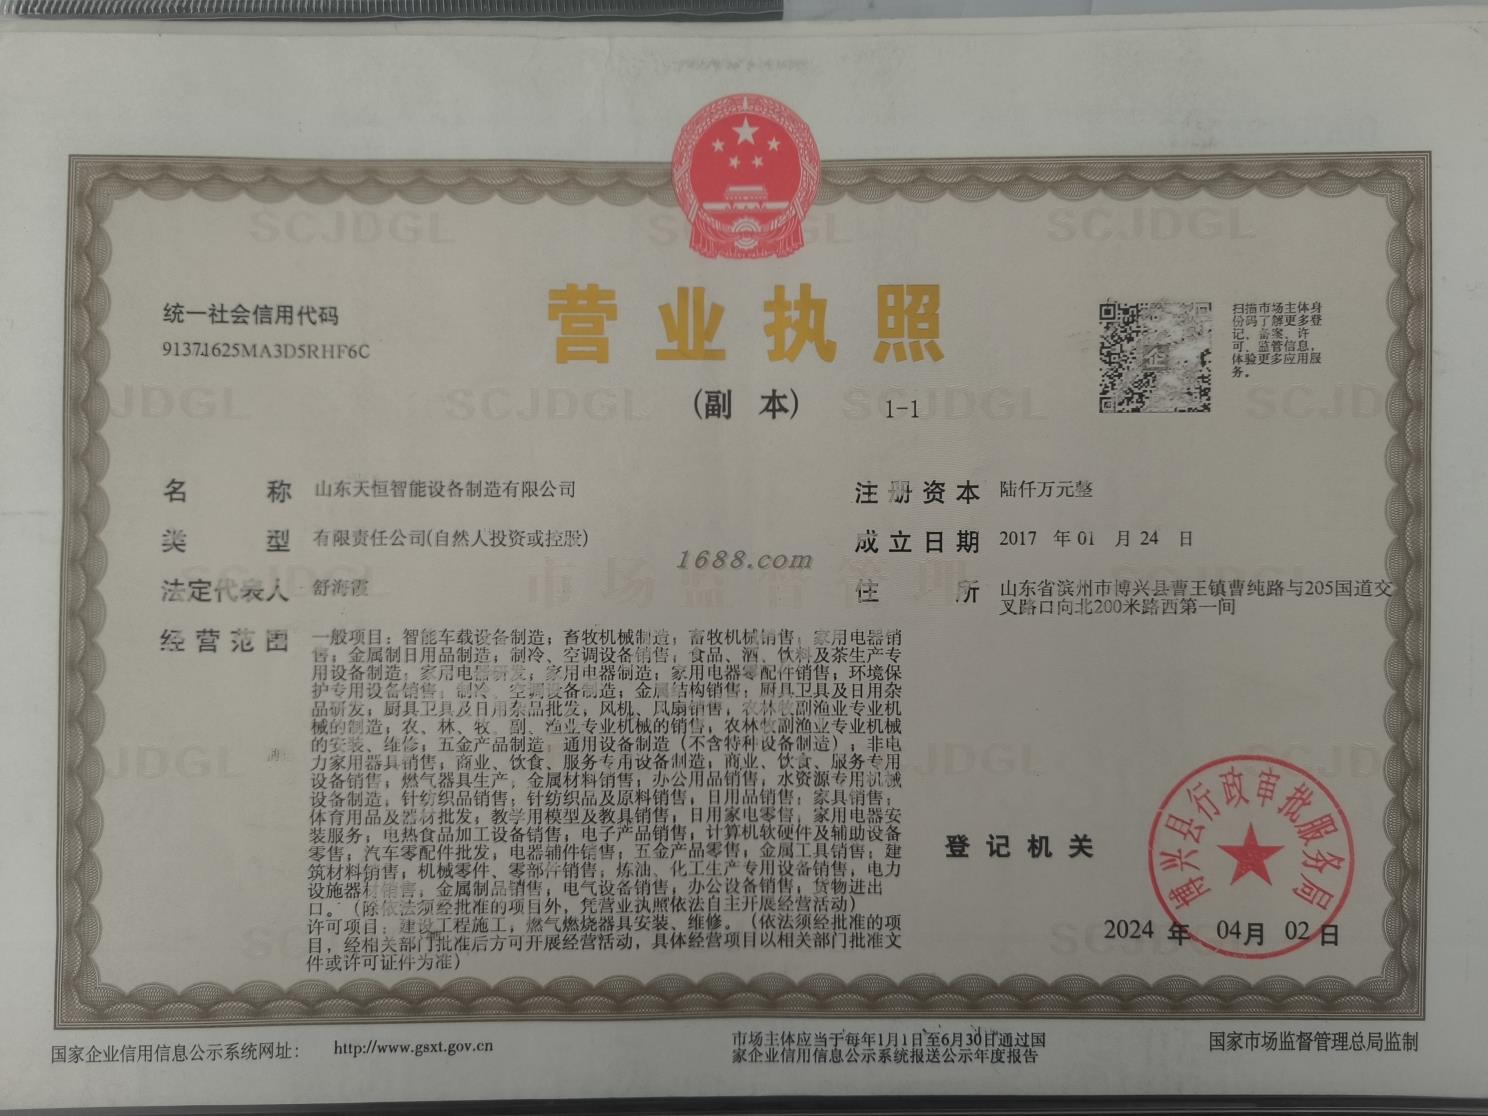 统一社会信用代码
91371625MA3D5RHF6C
营业执照
(副 本)
1-1
扫描市场主体身
份码了解更多登
记、备案、许
可、监管信息,
体验更多应用服
务。
名 称 山东天恒智能设备制造有限公司
类 型 有限责任公司(自然人投资或控股)
法定代表人 舒海霞
注册资本 陆仟万元整
成立日期 2017 年 01 月 24 日
住 所 山东省滨州市博兴县曹王镇曹纯路与205国道交
叉路口向北200米路西第一间
1688.com
市场监督管理
经营范围 一般项目:智能车载设备制造;畜牧机械制造;畜牧机械销售;家用电器销
售;金属制日用品制造;制冷、空调设备销售;食品、酒、饮料及茶生产专
用设备制造;家用电器研发;家用电器制造;家用电器零配件销售;环境保
护专用设备销售;制冷、空调设备制造;金属结构销售;厨具卫具及日用杂
品研发;厨具卫具及日用杂品批发;风机、风扇销售;农林牧副渔业专业机
械的制造;农、林、牧、副、渔业专业机械的销售;农林牧副渔业专业机械
的安装、维修;五金产品制造;通用设备制造(不含特种设备制造);非电
力家用器具销售;商业、饮食、服务专用设备制造;商业、饮食、服务专用
设备销售;燃气器具生产;金属材料销售;办公用品销售;水资源专用机械
设备制造;针纺织品销售;针纺织品及原料销售;日用品销售;家具销售;
体育用品及器材批发;教学用模型及教具销售;日用家电零售;家用电器安
装服务;电热食品加工设备销售;电子产品销售;计算机软硬件及辅助设备
零售;汽车零配件批发;电器辅件销售;五金产品零售;金属工具销售;建
筑材料销售;机械零件、零部件销售;炼油、化工生产专用设备销售;电力
设施器材销售;金属制品销售;电气设备销售;办公设备销售;货物进出
口。(除依法须经批准的项目外,凭营业执照依法自主开展经营活动)
许可项目:建设工程施工;燃气燃烧器具安装、维修。(依法须经批准的项
目,经相关部门批准后方可开展经营活动,具体经营项目以相关部门批准文
件或许可证件为准)
登记机关
博兴县行政审批服务局
2024 年 04月 02日
国家企业信用信息公示系统网址: http://www.gsxt.gov.cn
市场主体应当于每年1月1日至6月30日通过国
家企业信用信息公示系统报送公示年度报告
国家市场监督管理总局监制